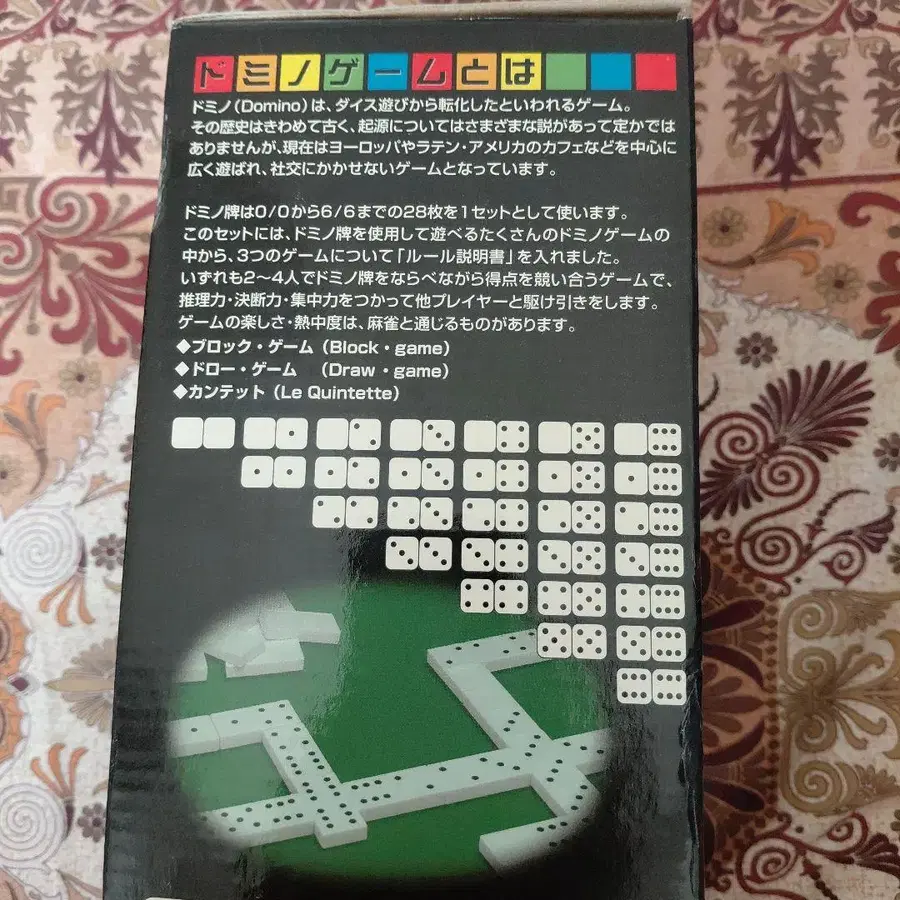 ドミノゲームとは
ドミノ(Domino)は、ダイス遊びから転化したといわれるゲーム。
その歴史はきわめて古く、起源についてはさまざまな説があって定かでは
ありませんが、現在はヨーロッパやラテン・アメリカのカフェなどを中心に
広く遊ばれ、社交にかかせないゲームとなっています。
ドミノ牌は0/0から6/6までの28枚を1セットとして使います。
このセットには、ドミノ牌を使用して遊べるたくさんのドミノゲームの
中から、3つのゲームについて「ルール説明書」を入れました。
いずれも2〜4人でドミノ牌をならべながら得点を競い合うゲームで、
推理力・決断力・集中力をつかって他プレイヤーと駆け引きをします。
ゲームの楽しさ・熱中度は、麻雀と通じるものがあります。
◆ブロック・ゲーム(Block・game)
◆ドロー・ゲーム (Draw・game)
◆カンテット(Le Quintette)